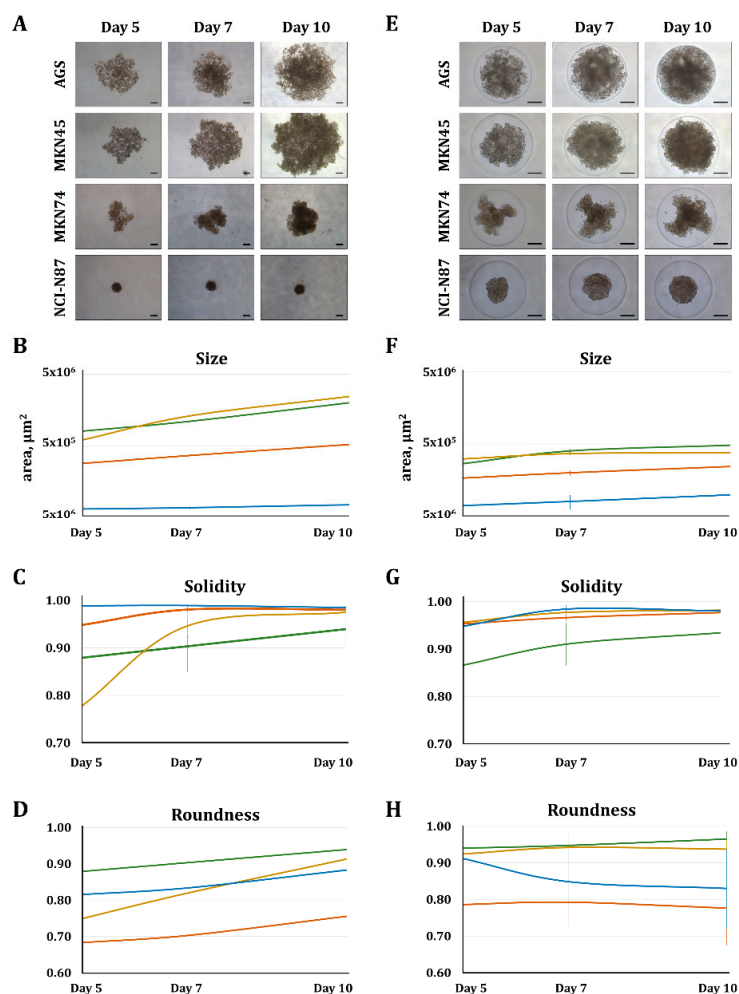 A
Day 5 Day 7 Day 10
AGS
MKN45
MKN74
NCI-N87
B
Size
area, µm²
5x10⁶
5x10⁵
5x10⁶
Day 5 Day 7 Day 10
C
Solidity
1.00
0.90
0.80
0.70
Day 5 Day 7 Day 10
D
Roundness
1.00
0.90
0.80
0.70
0.60
Day 5 Day 7 Day 10
E
Day 5 Day 7 Day 10
AGS
MKN45
MKN74
NCI-N87
F
Size
area, µm²
5x10⁶
5x10⁵
5x10⁶
Day 5 Day 7 Day 10
G
Solidity
1.00
0.90
0.80
0.70
Day 5 Day 7 Day 10
H
Roundness
1.00
0.90
0.80
0.70
0.60
Day 5 Day 7 Day 10